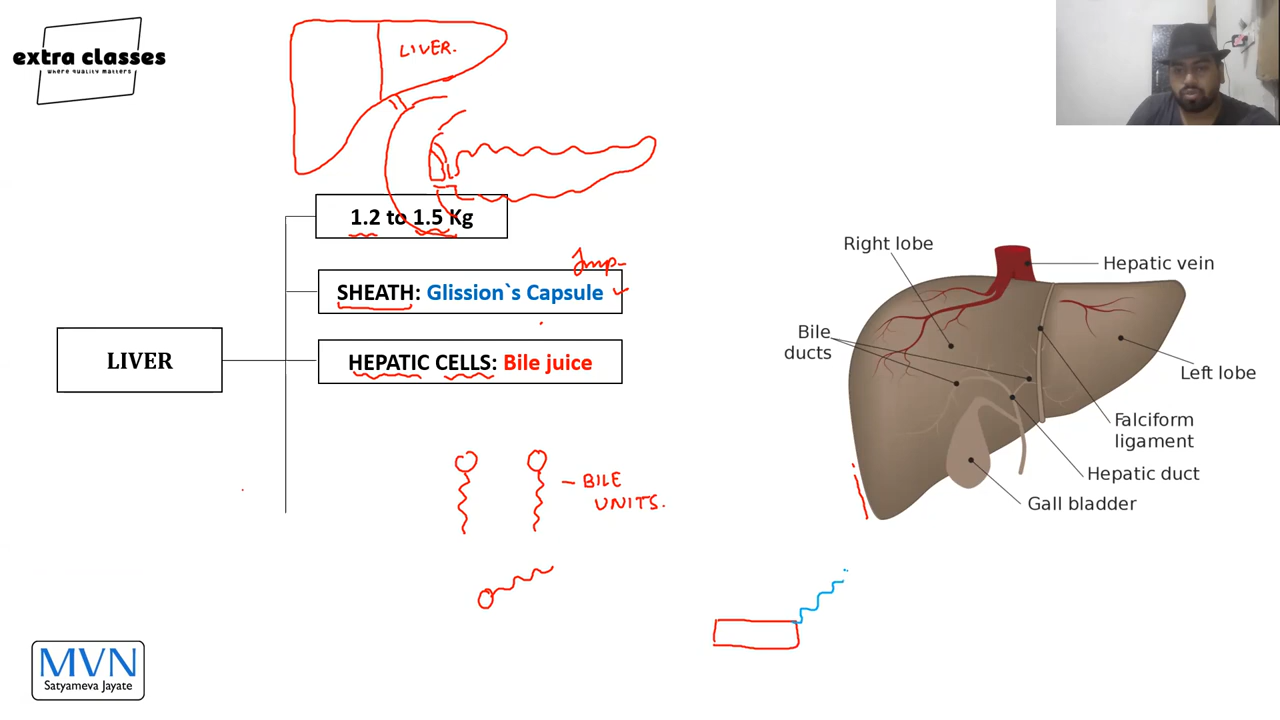 extra classes
where quality matters
LIVER.
1.2 to 1.5 Kg
Imp
SHEATH: Glission`s Capsule
LIVER
HEPATIC CELLS: Bile juice
BILE
UNITS.
Right lobe
Hepatic vein
Bile
ducts
Left lobe
Falciform
ligament
Hepatic duct
Gall bladder
MVN
Satyameva Jayate